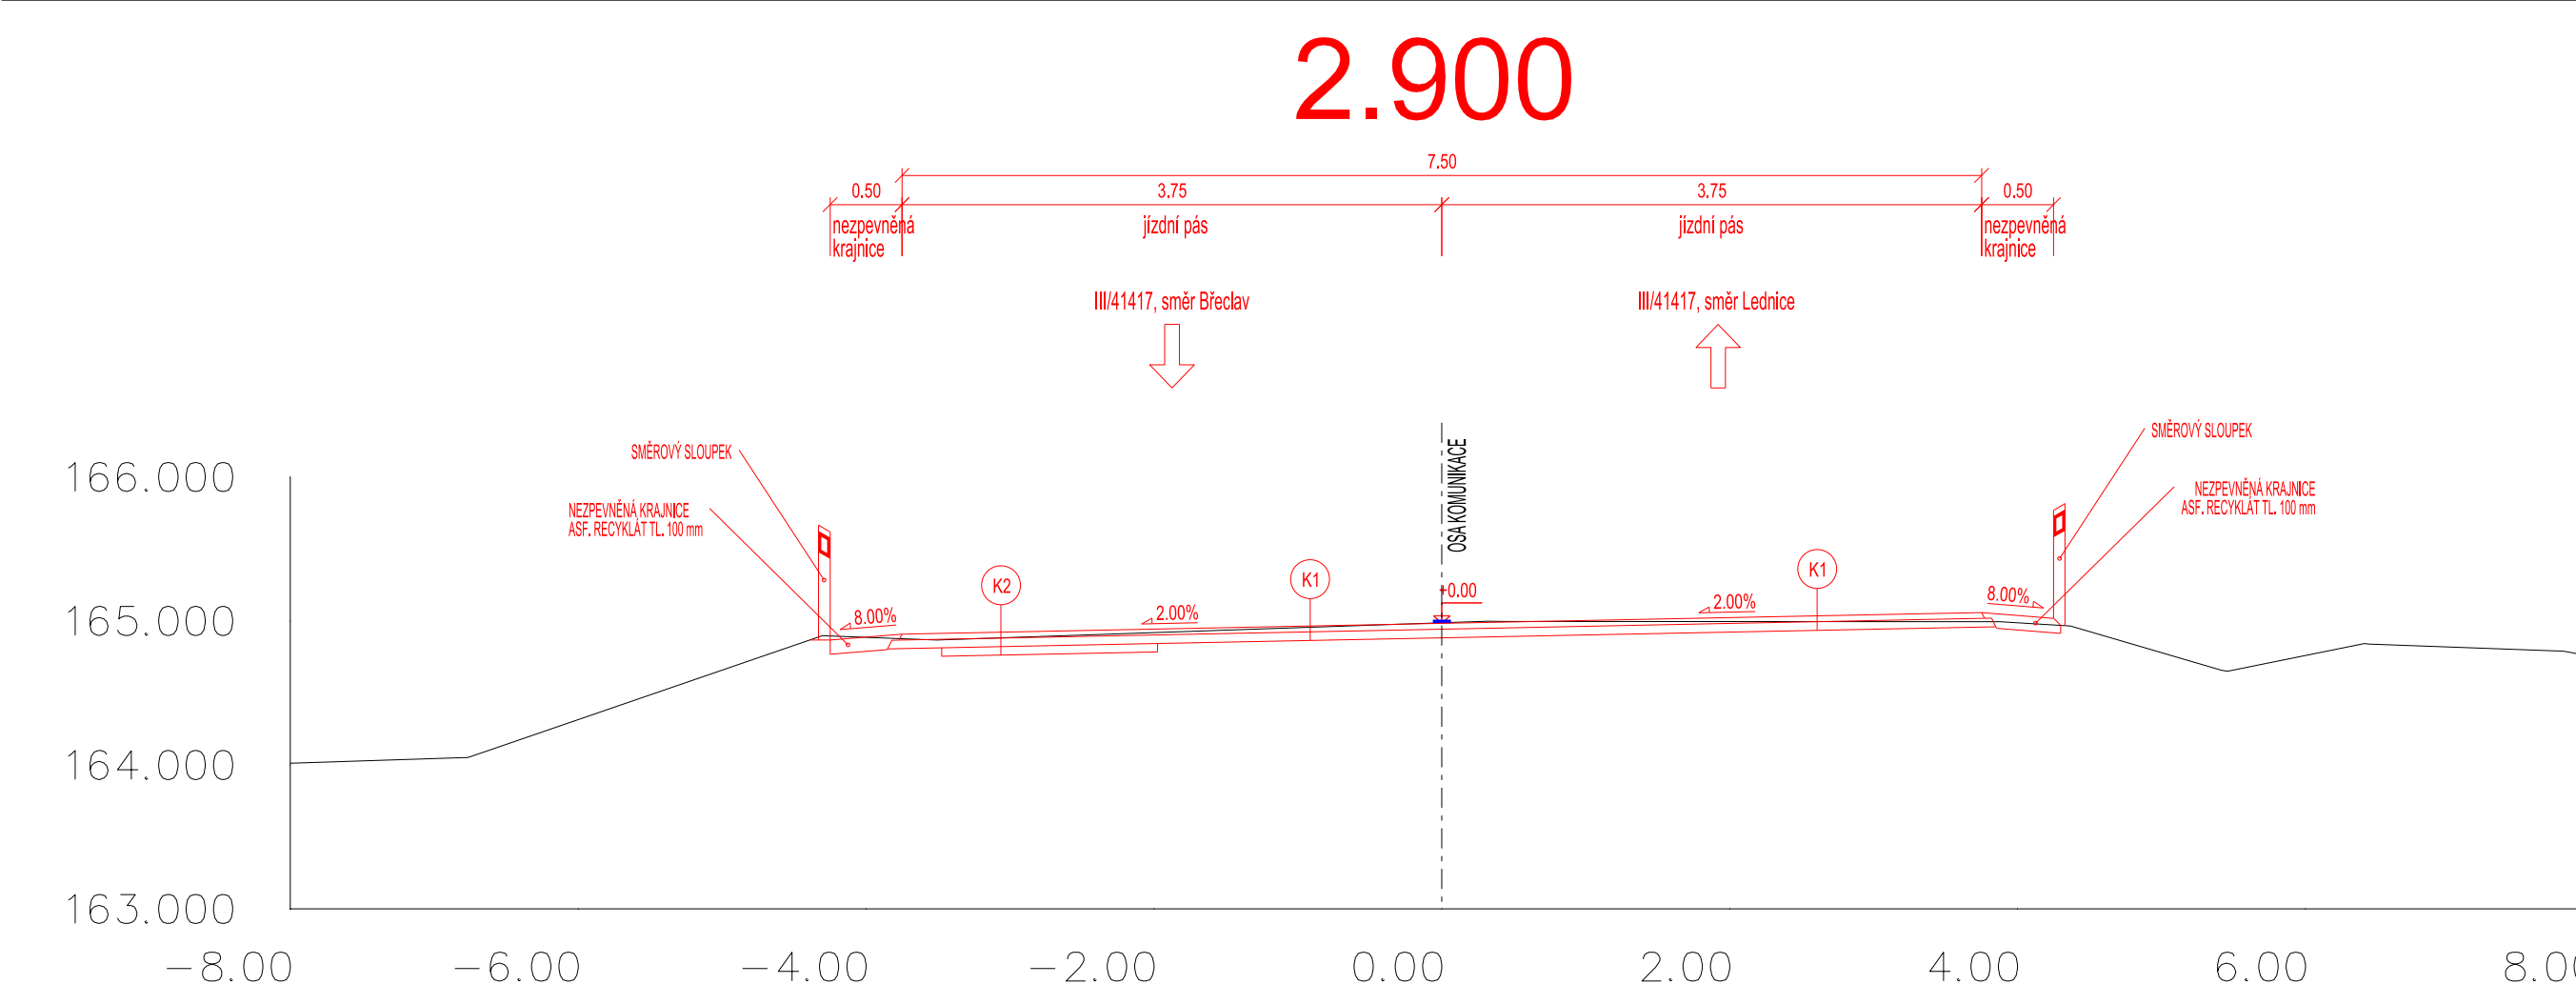 2.900
7.50
0.50
3.75
3.75
0.50
nezpevněná
krajnice
jízdní pás
jízdní pás
nezpevněná
krajnice
III/41417, směr Břeclav
III/41417, směr Lednice
SMĚROVÝ SLOUPEK
NEZPEVNĚNÁ KRAJNICE
ASF. RECYKLÁT TL. 100 mm
OSA KOMUNIKACE
SMĚROVÝ SLOUPEK
NEZPEVNĚNÁ KRAJNICE
ASF. RECYKLÁT TL. 100 mm
K2
K1
K1
+0.00
8.00%
2.00%
2.00%
8.00%
166.000
165.000
164.000
163.000
-8.00
-6.00
-4.00
-2.00
0.00
2.00
4.00
6.00
8.00